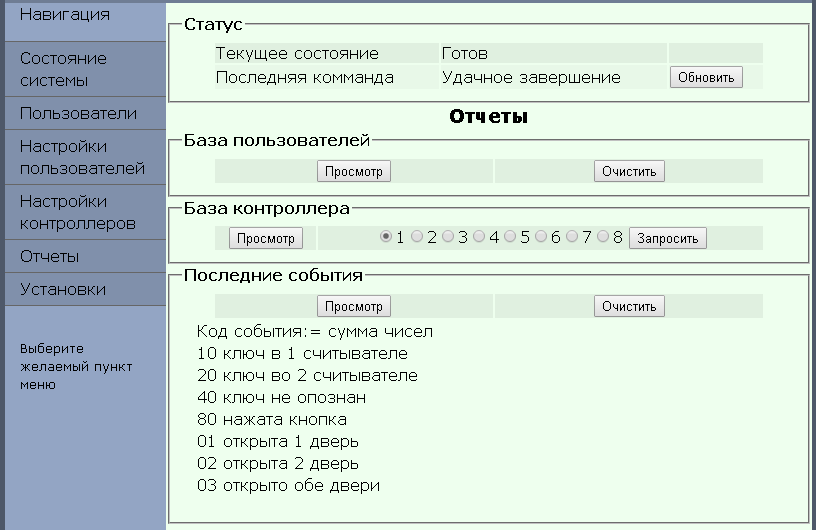 Навигация
Состояние
системы
Пользователи
Настройки
пользователей
Настройки
контроллеров
Отчеты
Установки
Выберите
желаемый пункт
меню
Статус
Текущее состояние Готов
Последняя комманда Удачное завершение Обновить
Отчеты
База пользователей
Просмотр Очистить
База контроллера
Просмотр 1 2 3 4 5 6 7 8 Запросить
Последние события
Просмотр Очистить
Код события:= сумма чисел
10 ключ в 1 считывателе
20 ключ во 2 считывателе
40 ключ не опознан
80 нажата кнопка
01 открыта 1 дверь
02 открыта 2 дверь
03 открыто обе двери